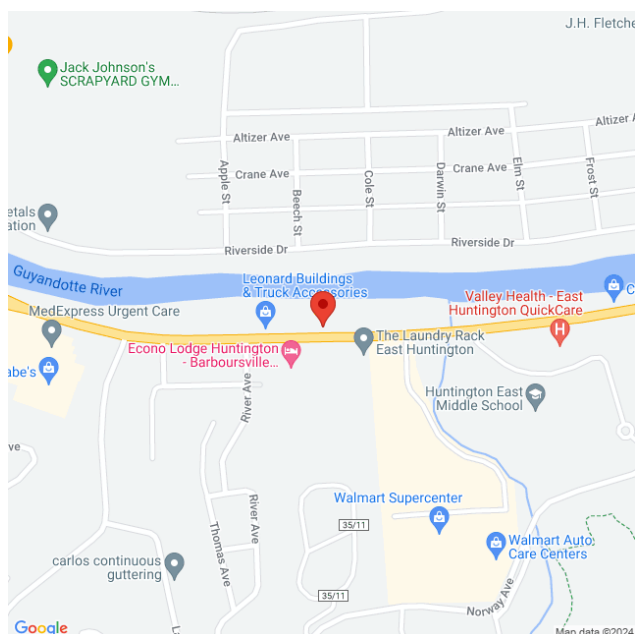 J.H. Fletche
Jack Johnson's
SCRAPYARD GYM...
Altizer Ave
Altizer Ave
Altizer Ave
Apple St
Crane Ave
Beech St
Cole St
Darwin St
Crane Ave
Elm St
Frost St
etals
ation
Riverside Dr
Riverside Dr
Guyandotte River
Leonard Buildings
& Truck Accessories
C
MedExpress Urgent Care
Valley Health - East
Huntington QuickCare
H
The Laundry Rack
East Huntington
Econo Lodge Huntington
- Barboursville...
abe's
River Ave
Huntington East
Middle School
ve
Walmart Supercenter
35/11
River Ave
Thomas Ave
Walmart Auto
Care Centers
carlos continuous
guttering
35/11
Norway Ave
L
Google
Map data ©2024